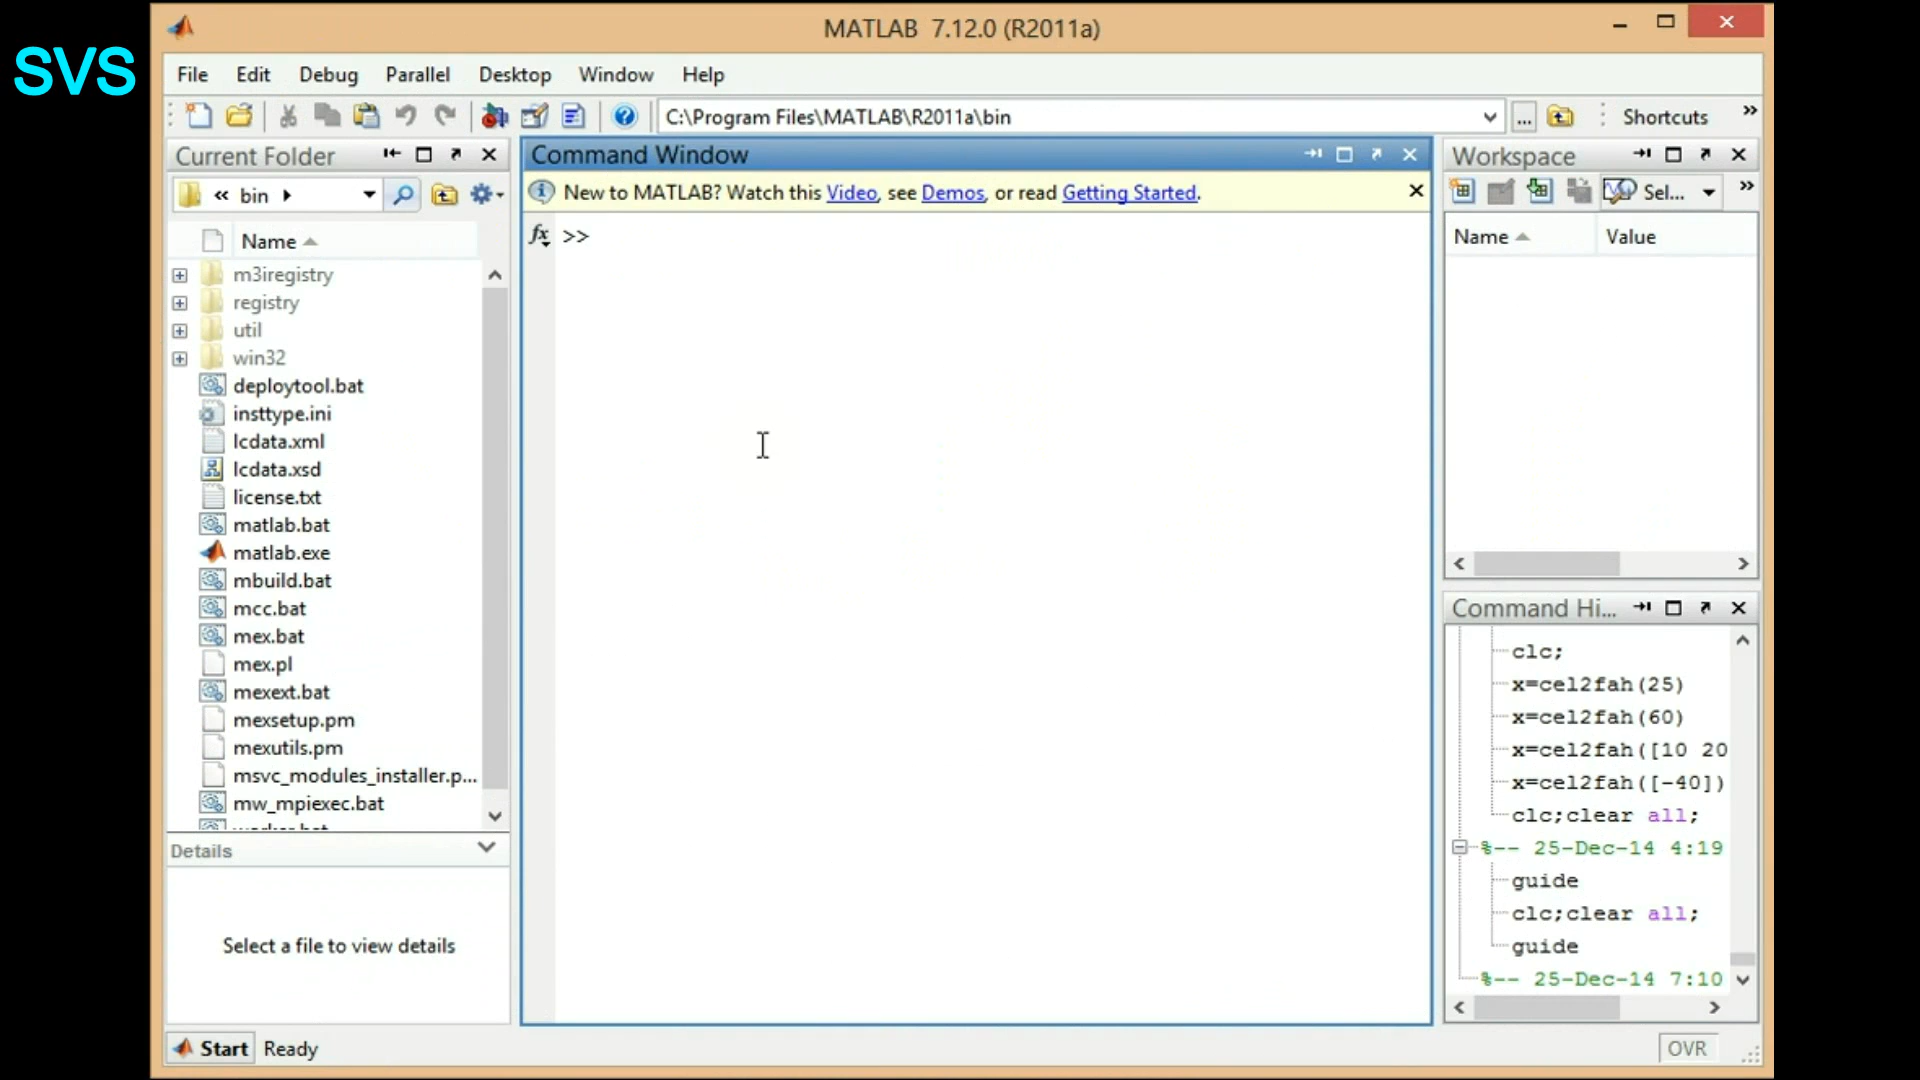 SVS
MATLAB 7.12.0 (R2011a)
File Edit Debug Parallel Desktop Window Help
C:\Program Files\MATLAB\R2011a\bin
...
Shortcuts
»
Current Folder
« bin
Name
m3iregistry
registry
util
win32
deploytool.bat
insttype.ini
lcdata.xml
lcdata.xsd
license.txt
matlab.bat
matlab.exe
mbuild.bat
mcc.bat
mex.bat
mex.pl
mexext.bat
mexsetup.pm
mexutils.pm
msvc_modules_installer.p...
mw_mpiexec.bat
Details
Select a file to view details
Command Window
New to MATLAB? Watch this Video, see Demos, or read Getting Started.
fx >>
Workspace
Sel... »
Name Value
Command Hi...
clc;
x=cel2fah(25)
x=cel2fah(60)
x=cel2fah([10 20
x=cel2fah([-40])
clc;clear all;
%-- 25-Dec-14 4:19
guide
clc;clear all;
guide
%-- 25-Dec-14 7:10
Start Ready
OVR